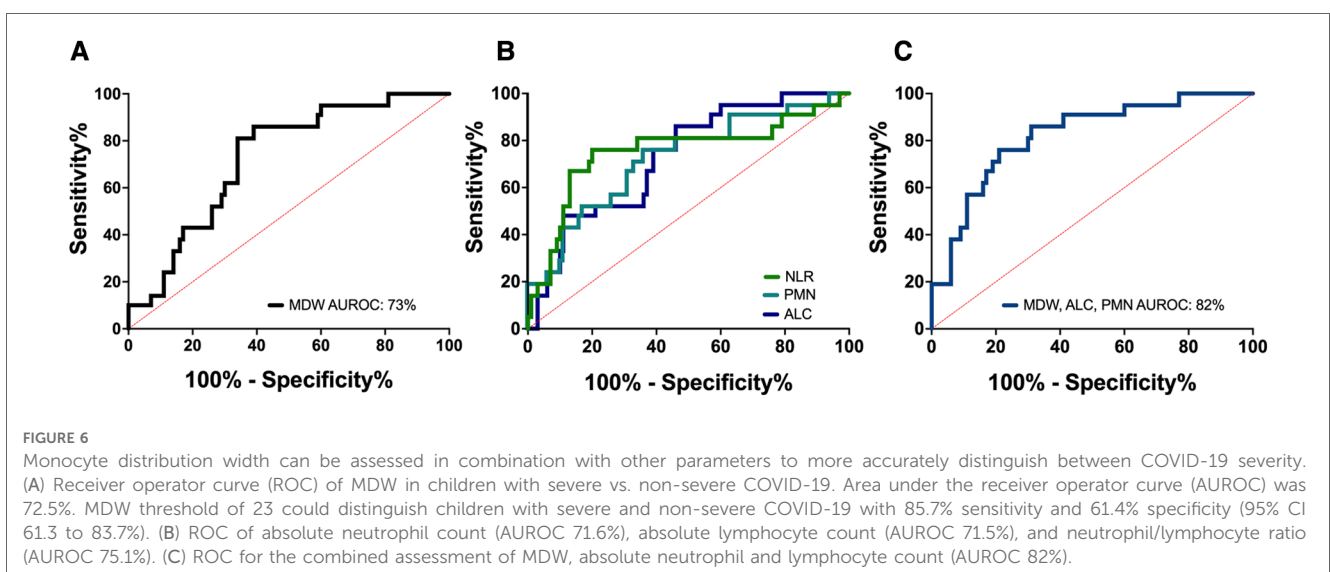 A
B
C
100
80
60
40
20
0
Sensitivity%
MDW AUROC: 73%
0 20 40 60 80 100
100% - Specificity%
100
80
60
40
20
0
Sensitivity%
NLR
PMN
ALC
0 20 40 60 80 100
100% - Specificity%
100
80
60
40
20
0
Sensitivity%
MDW, ALC, PMN AUROC: 82%
0 20 40 60 80 100
100% - Specificity%
FIGURE 6
Monocyte distribution width can be assessed in combination with other parameters to more accurately distinguish between COVID-19 severity.
(A) Receiver operator curve (ROC) of MDW in children with severe vs. non-severe COVID-19. Area under the receiver operator curve (AUROC) was
72.5%. MDW threshold of 23 could distinguish children with severe and non-severe COVID-19 with 85.7% sensitivity and 61.4% specificity (95% CI
61.3 to 83.7%). (B) ROC of absolute neutrophil count (AUROC 71.6%), absolute lymphocyte count (AUROC 71.5%), and neutrophil/lymphocyte ratio
(AUROC 75.1%). (C) ROC for the combined assessment of MDW, absolute neutrophil and lymphocyte count (AUROC 82%).